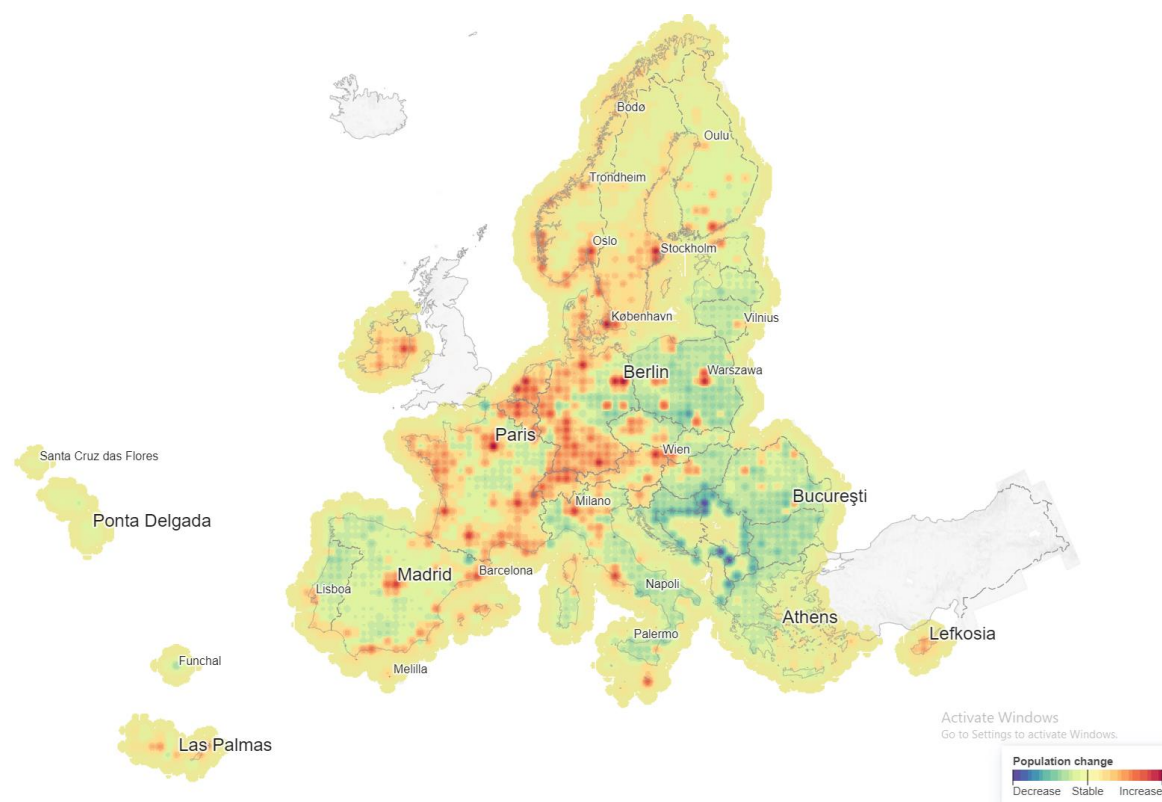 Bodø
Oulu
Trondheim
Oslo
Stockholm
København
Vilnius
Berlin
Warszawa
Paris
Wien
Santa Cruz das Flores
Milano
Bucureşti
Ponta Delgada
Barcelona
Madrid
Napoli
Lisboa
Athens
Palermo
Lefkosia
Funchal
Melilla
Las Palmas
Activate Windows
Go to Settings to activate Windows.
Population change
Decrease Stable Increase